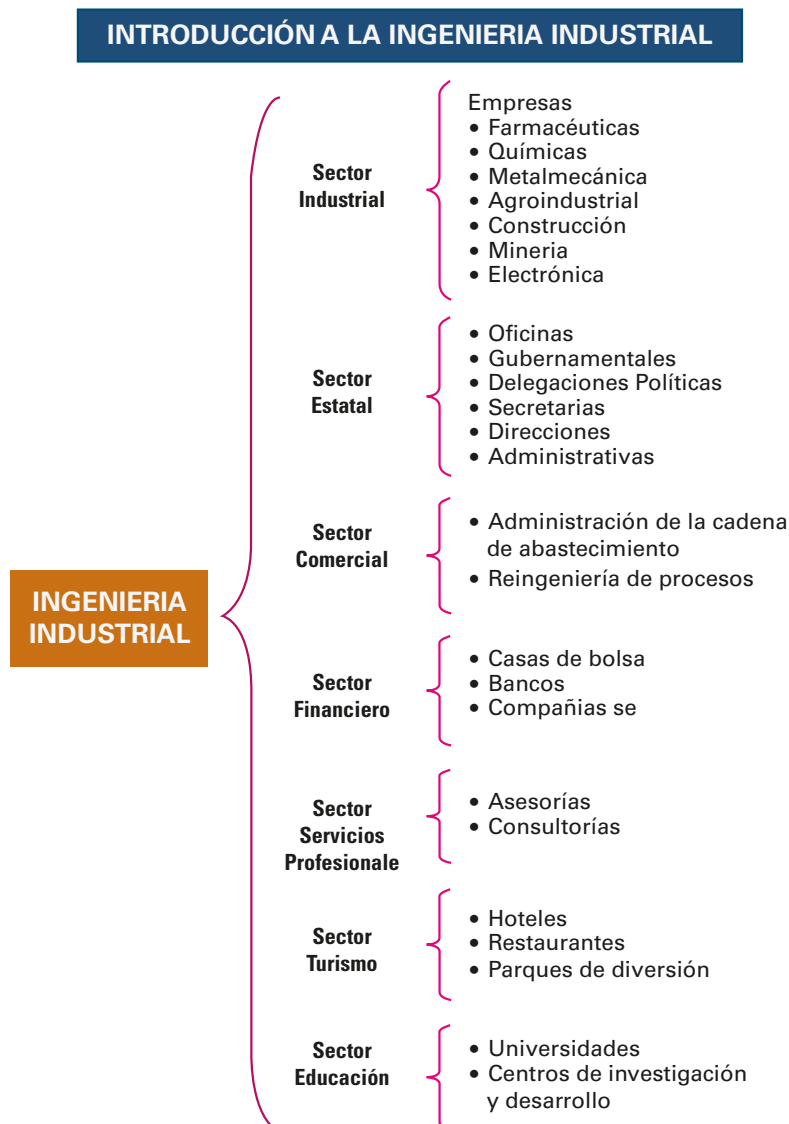 INTRODUCCIÓN A LA INGENIERIA INDUSTRIAL
INGENIERIA
INDUSTRIAL
Sector
Industrial
Empresas
• Farmacéuticas
• Químicas
• Metalmecánica
• Agroindustrial
• Construcción
• Mineria
• Electrónica
Sector
Estatal
• Oficinas
• Gubernamentales
• Delegaciones Políticas
• Secretarias
• Direcciones
• Administrativas
Sector
Comercial
• Administración de la cadena
de abastecimiento
• Reingeniería de procesos
Sector
Financiero
• Casas de bolsa
• Bancos
• Compañias se
Sector
Servicios
Profesionale
• Asesorías
• Consultorías
Sector
Turismo
• Hoteles
• Restaurantes
• Parques de diversión
Sector
Educación
• Universidades
• Centros de investigación
y desarrollo